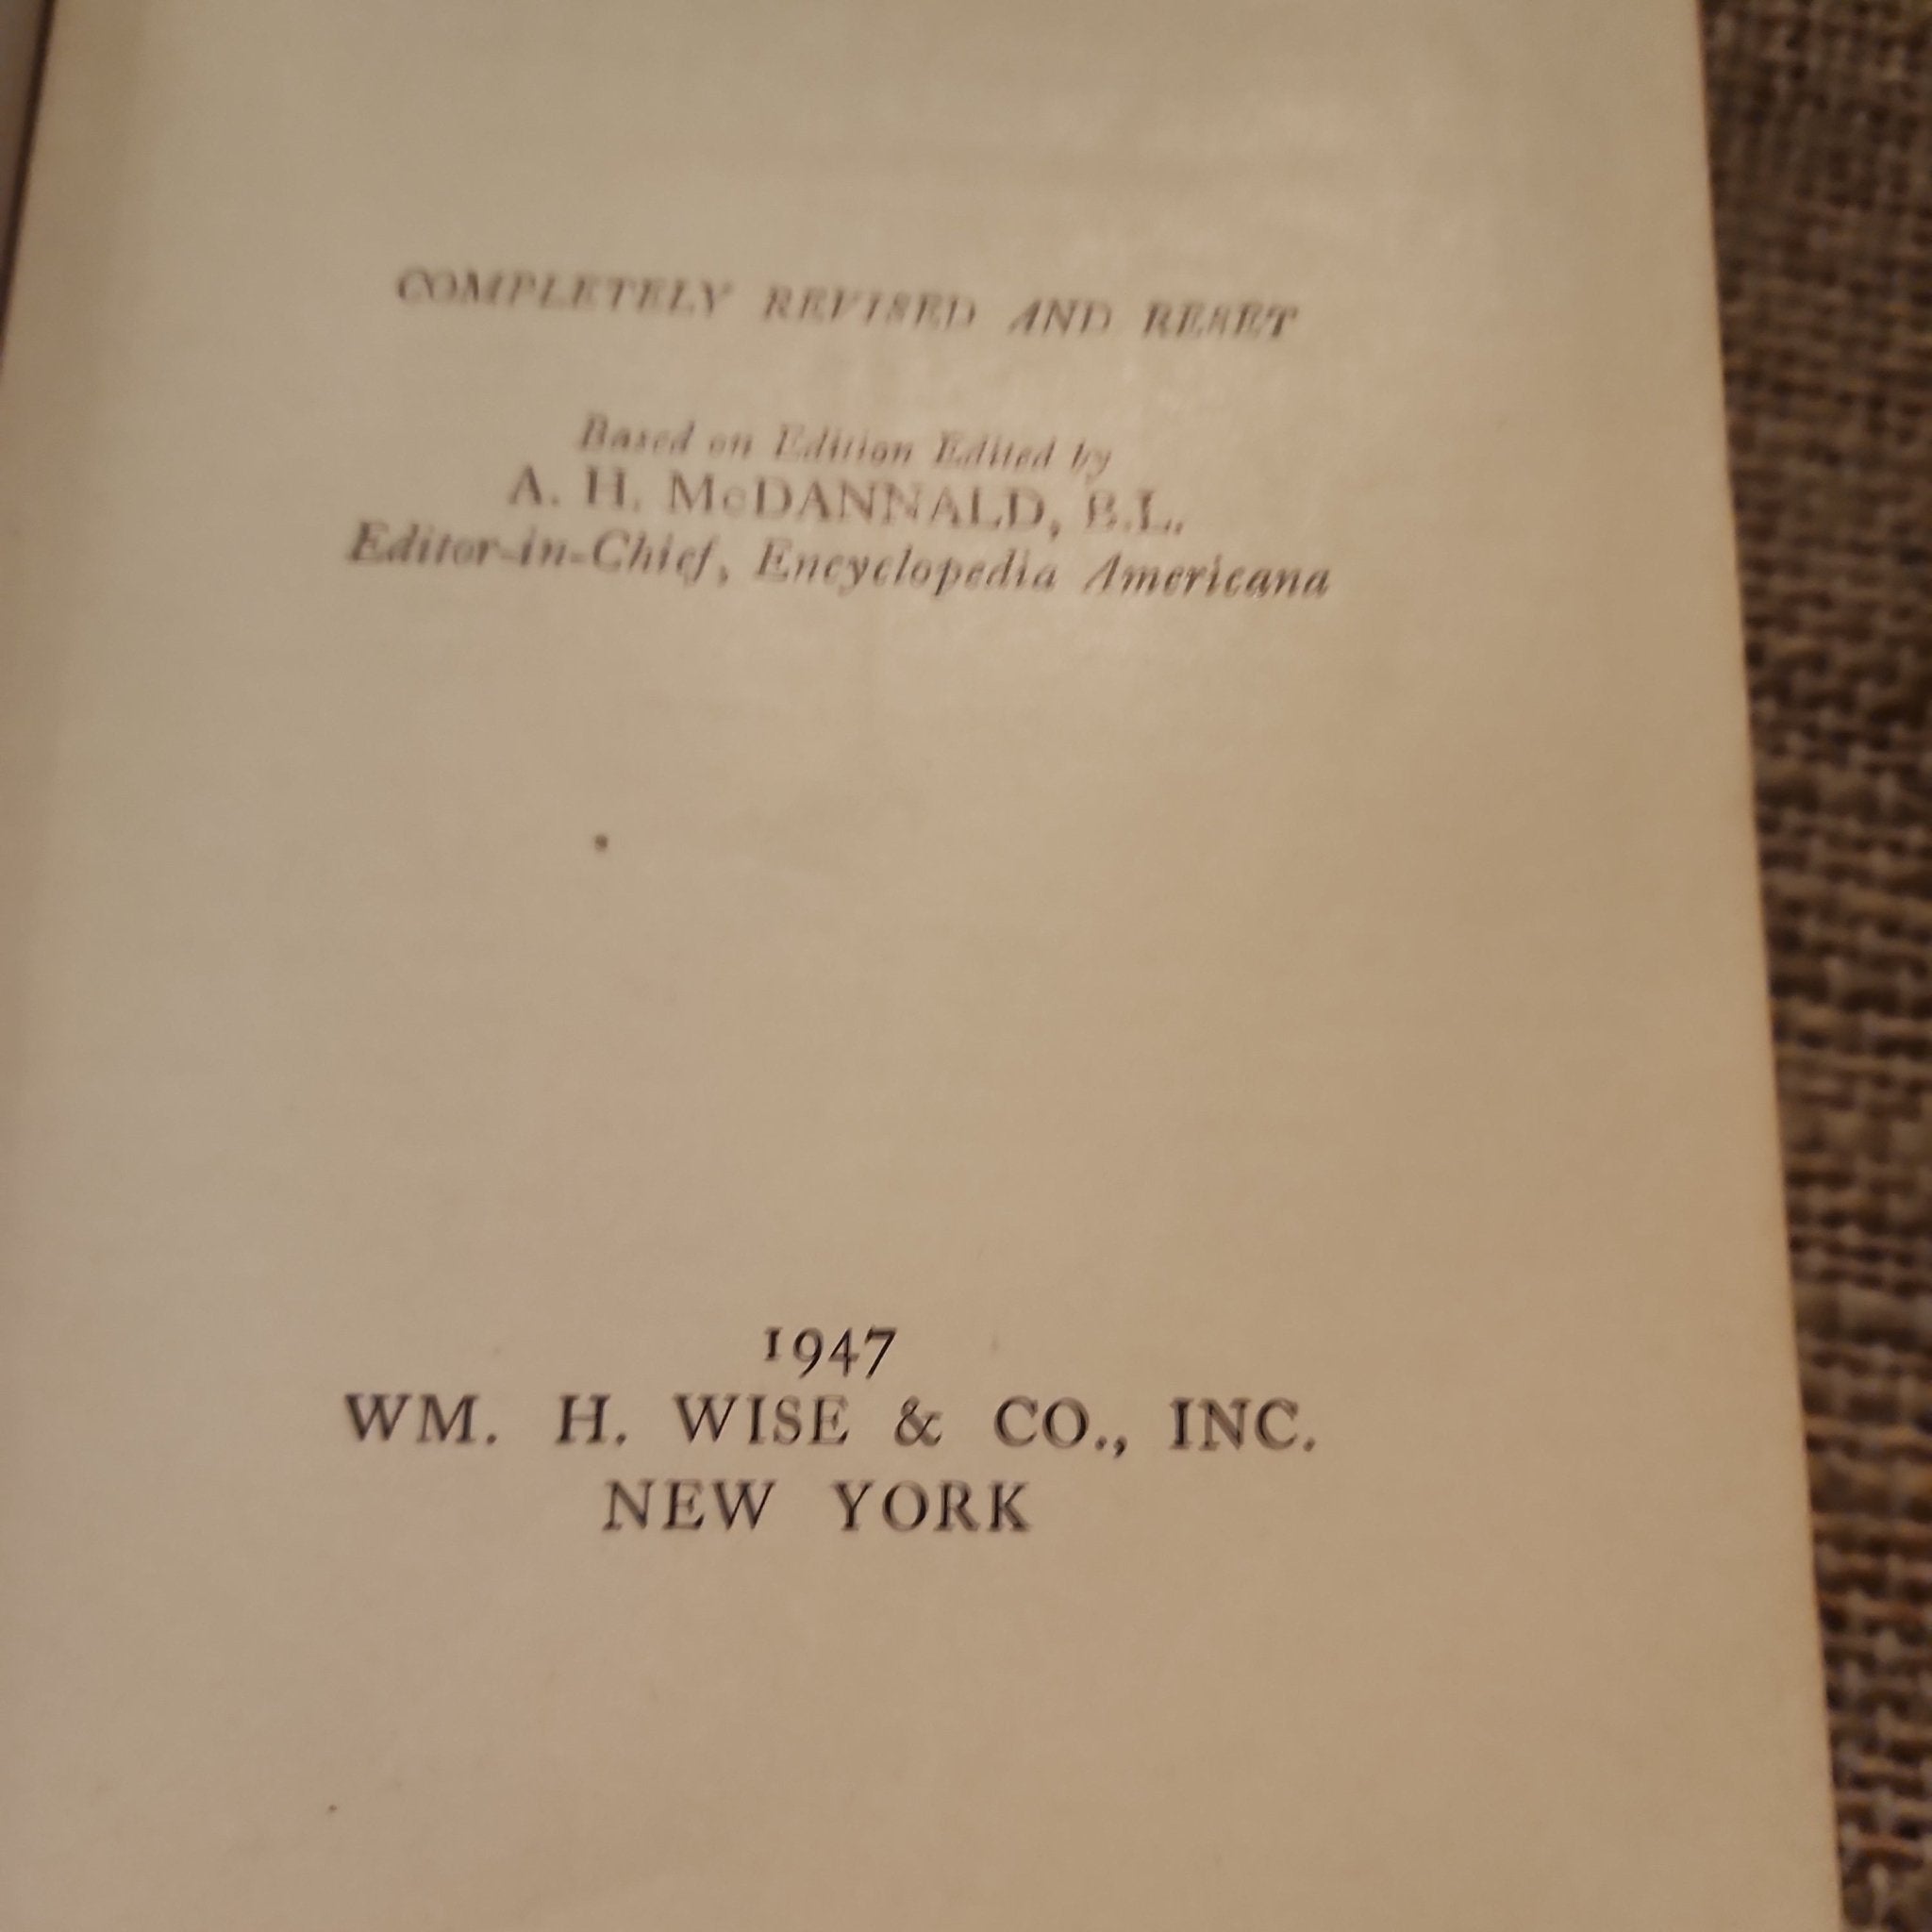 COMPLETELY REVISED AND RESET
Based on Edition Edited by
A. H. McDANNALD, B.L.
Editor-in-Chief, Encyclopedia Americana
1947
WM. H. WISE & CO., INC.
NEW YORK